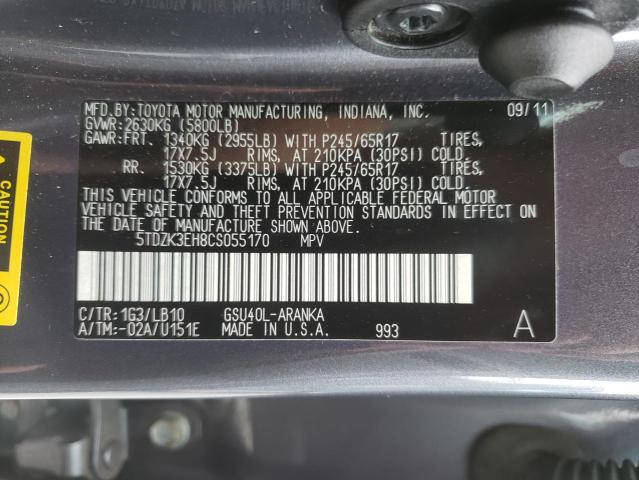 MFD.BY:TOYOTA MOTOR MANUFACTURING, INDIANA, INC. 09/11
GVWR:2630KG (5800LB)
GAWR:FRT. 1340KG (2955LB) WITH P245/65R17 TIRES,
17X7.5J RIMS, AT 210KPA (30PSI) COLD.
RR. 1530KG (3375LB) WITH P245/65R17 TIRES,
17X7.5J RIMS, AT 210KPA (30PSI) COLD.
THIS VEHICLE CONFORMS TO ALL APPLICABLE FEDERAL MOTOR
VEHICLE SAFETY AND THEFT PREVENTION STANDARDS IN EFFECT ON
THE DATE OF MANUFACTURE SHOWN ABOVE.
5TDZK3EH8CS055170 MPV
C/TR:1G3/LB10 GSU40L-ARANKA
A/TM:-02A/U151E MADE IN U.S.A. 993 A
CAUTION